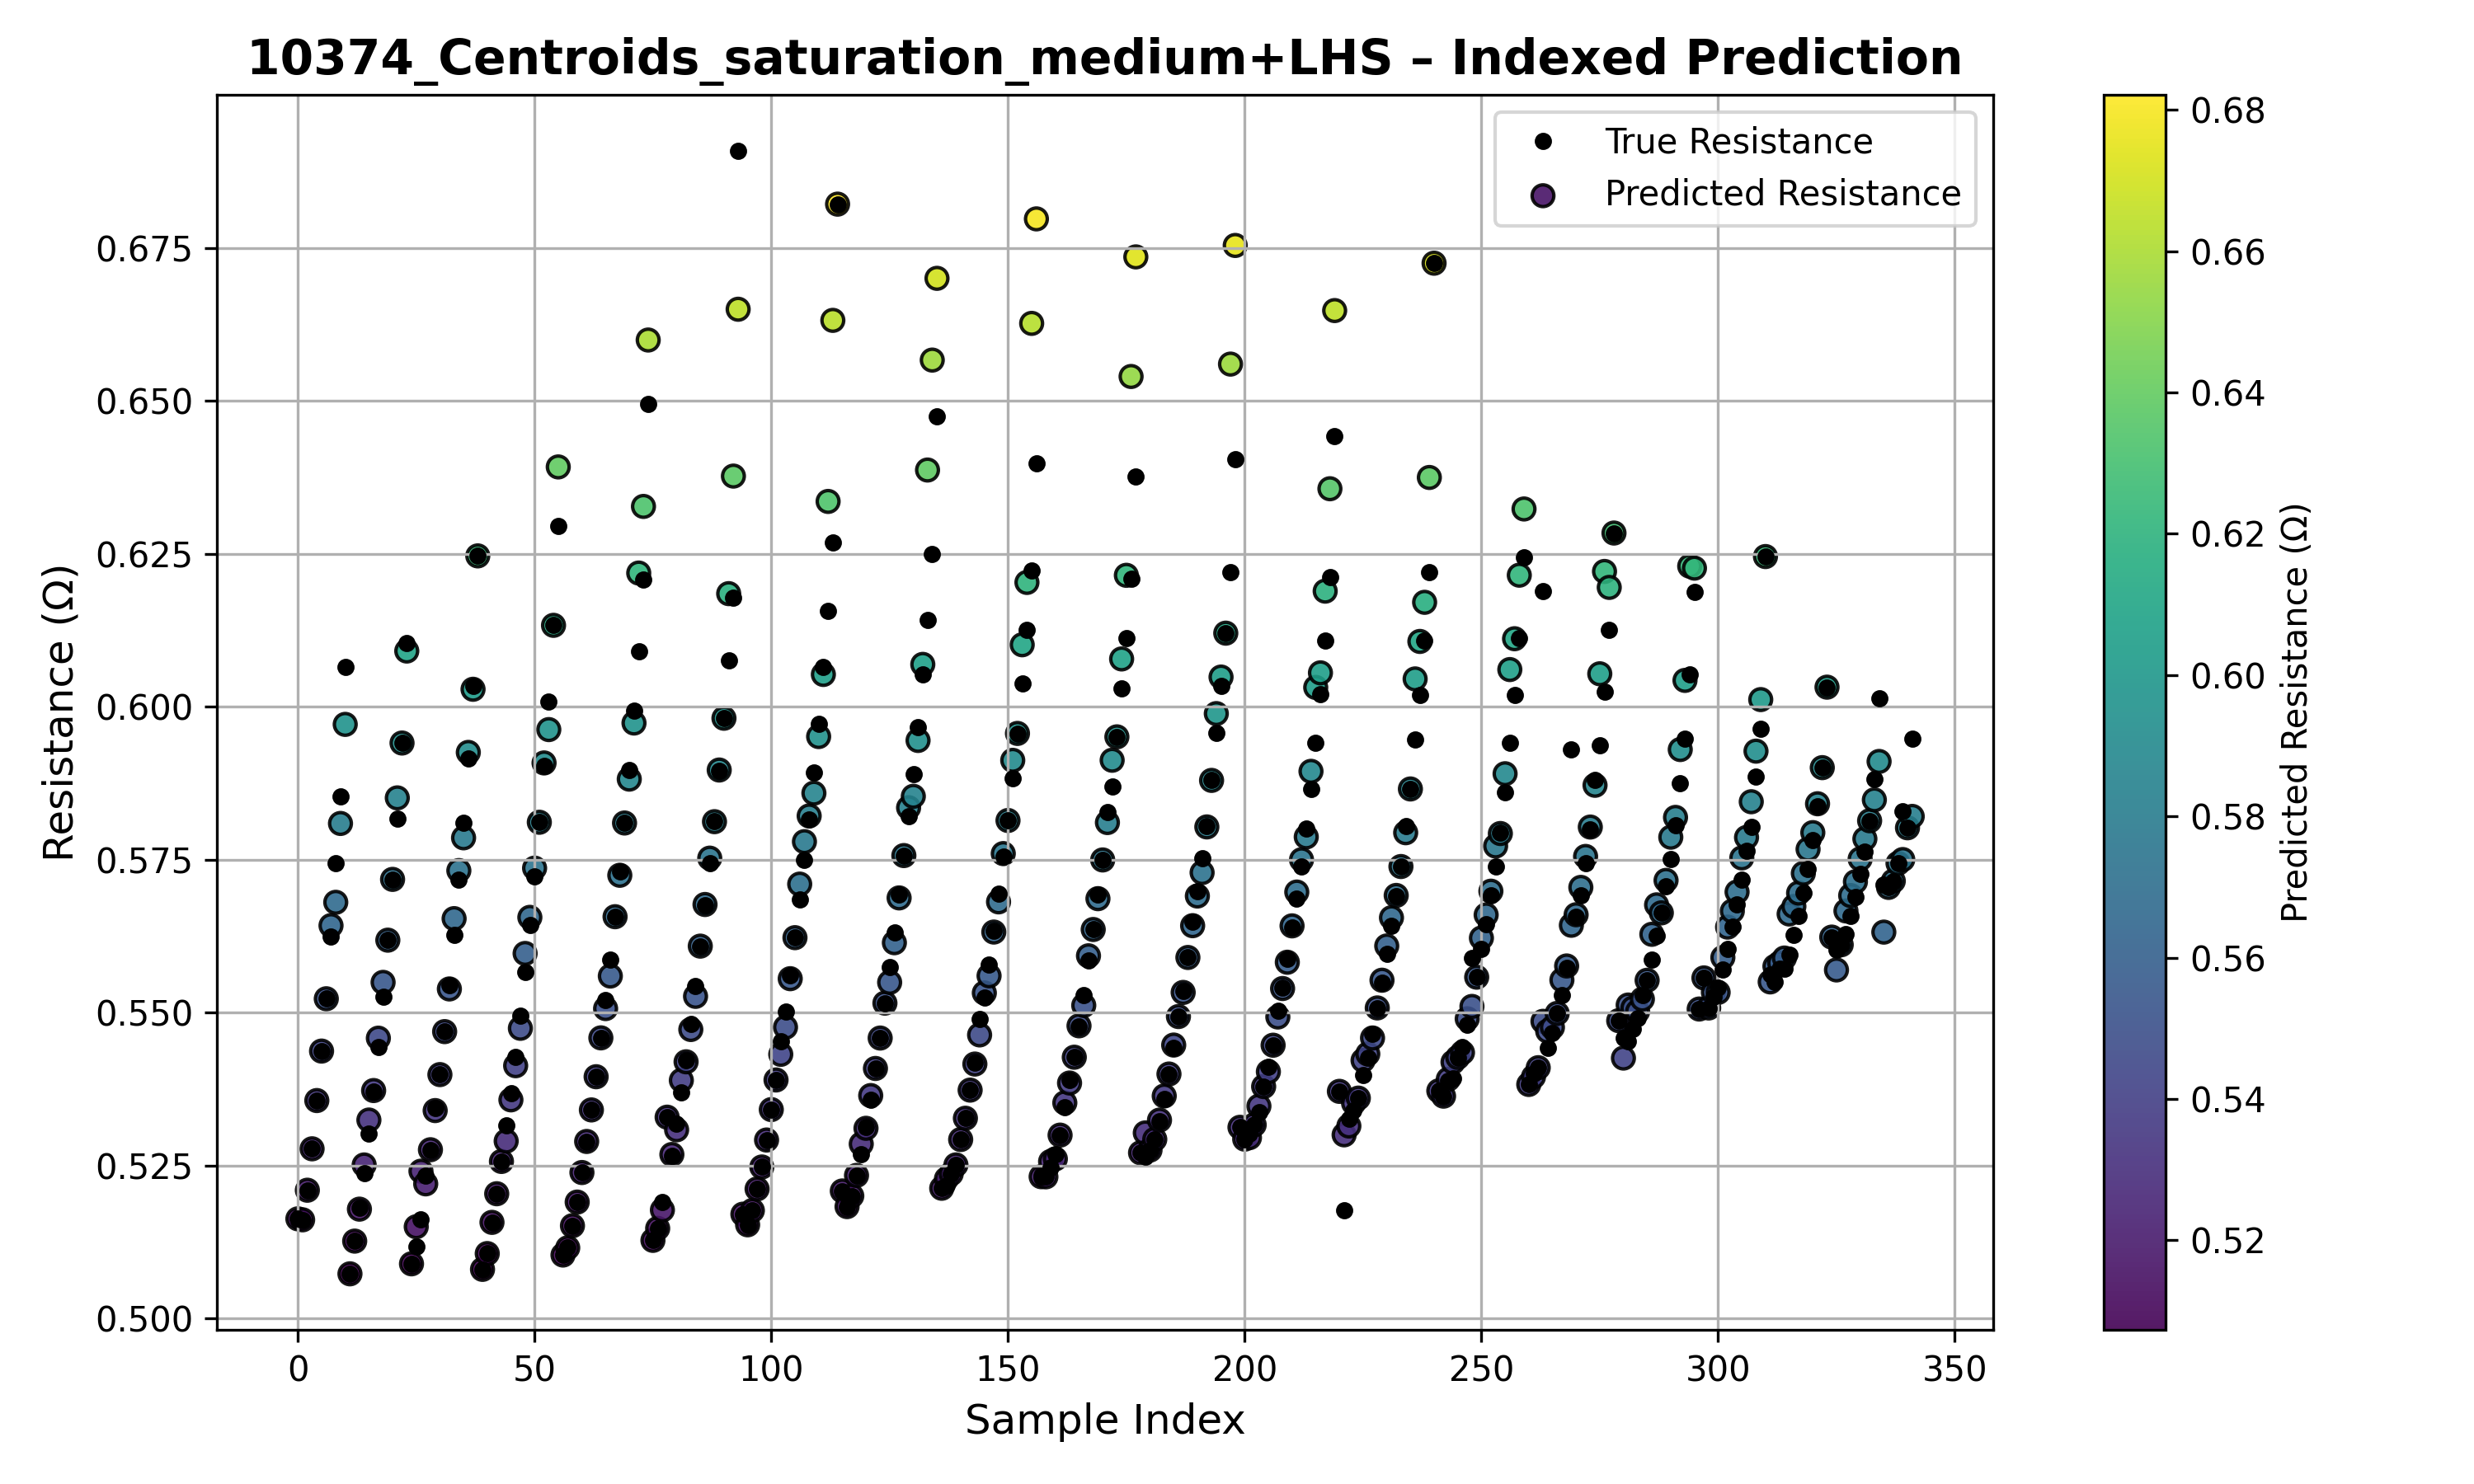 10374_Centroids_saturation_medium+LHS – Indexed Prediction
True Resistance
Predicted Resistance
Resistance (Ω)
0.675
0.650
0.625
0.600
0.575
0.550
0.525
0.500
0 50 100 150 200 250 300 350
Sample Index
0.68
0.66
0.64
0.62
0.60
0.58
0.56
0.54
0.52
Predicted Resistance (Ω)